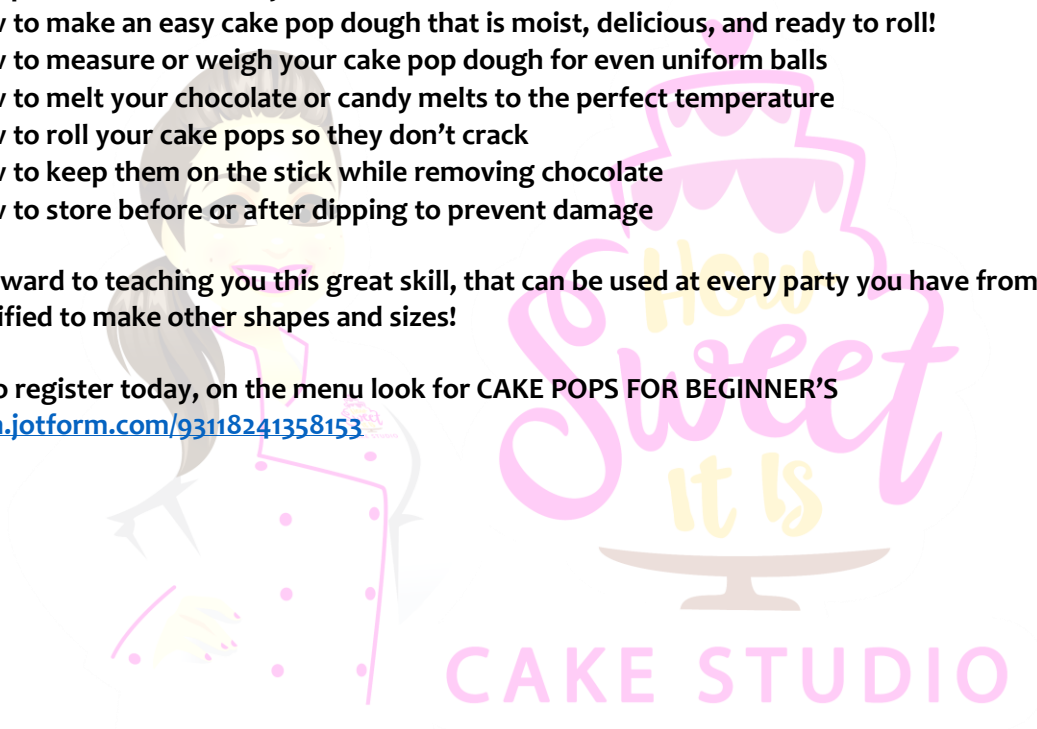 to make an easy cake pop dough that is moist, delicious, and ready to roll!
to measure or weigh your cake pop dough for even uniform balls
to melt your chocolate or candy melts to the perfect temperature
to roll your cake pops so they don’t crack
to keep them on the stick while removing chocolate
to store before or after dipping to prevent damage
ward to teaching you this great skill, that can be used at every party you have from
ified to make other shapes and sizes!
register today, on the menu look for CAKE POPS FOR BEGINNER’S
.jotform.com/93118241358153
How
Sweet
It Is
CAKE STUDIO